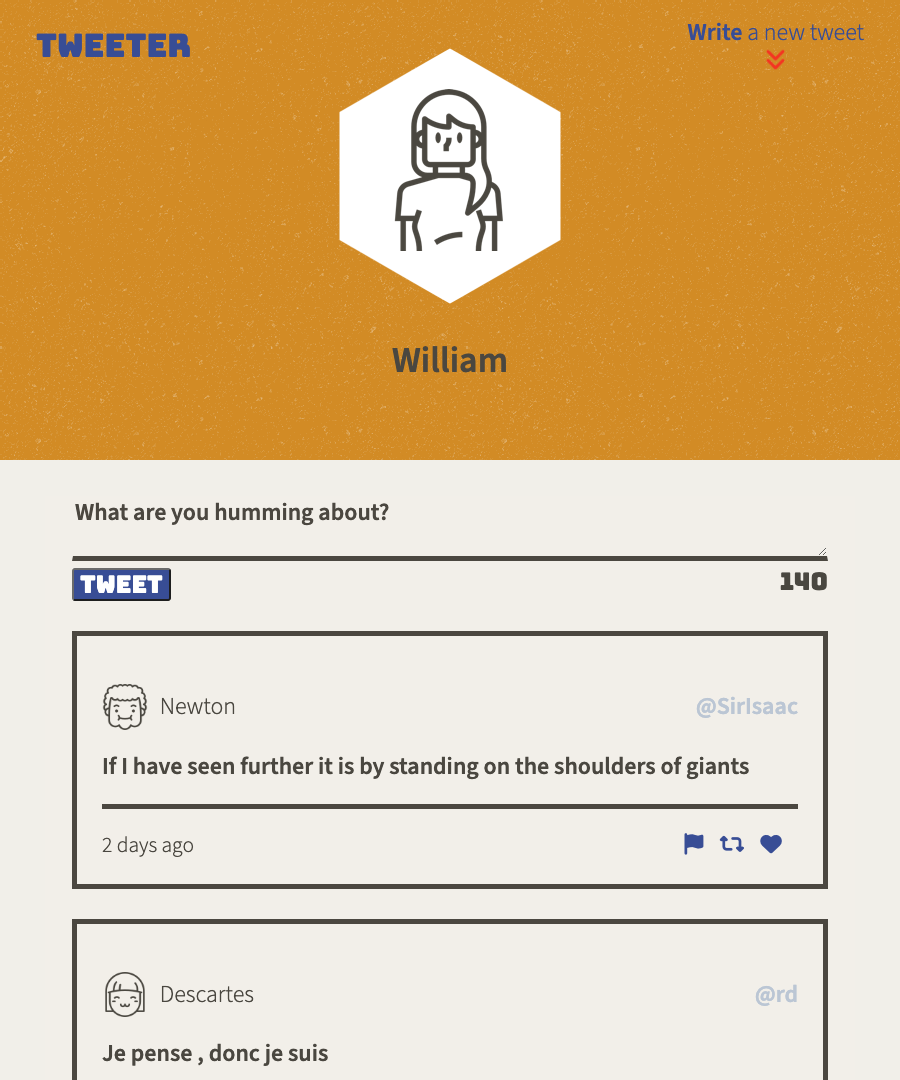 TWEETER
Write a new tweet
William
What are you humming about?
TWEET
140
Newton
@SirIsaac
If I have seen further it is by standing on the shoulders of giants
2 days ago
Descartes
@rd
Je pense , donc je suis